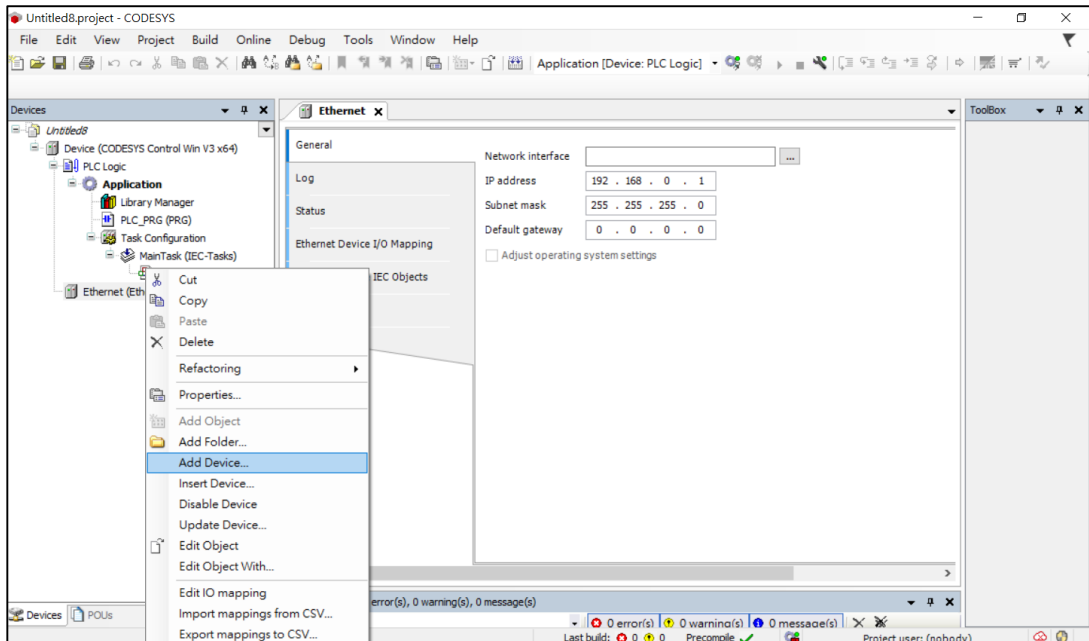 Untitled8.project - CODESYS
File Edit View Project Build Online Debug Tools Window Help
Application [Device: PLC Logic]
Devices
Untitled8
Device (CODESYS Control Win V3 x64)
PLC Logic
Application
Library Manager
PLC_PRG (PRG)
Task Configuration
MainTask (IEC-Tasks)
Ethernet (Eth
Cut
Copy
Paste
Delete
Refactoring
Properties...
Add Object
Add Folder...
Add Device...
Insert Device...
Disable Device
Update Device...
Edit Object
Edit Object With...
Edit IO mapping
Import mappings from CSV...
Export mappings to CSV...
Devices POUs
Ethernet
General
Log
Status
Ethernet Device I/O Mapping
IEC Objects
Network interface ...
IP address 192 . 168 . 0 . 1
Subnet mask 255 . 255 . 255 . 0
Default gateway 0 . 0 . 0 . 0
Adjust operating system settings
ToolBox
error(s), 0 warning(s), 0 message(s)
0 error(s) 0 warning(s) 0 message(s)
Last build: 0 0 Precompile Project user: (nobody)